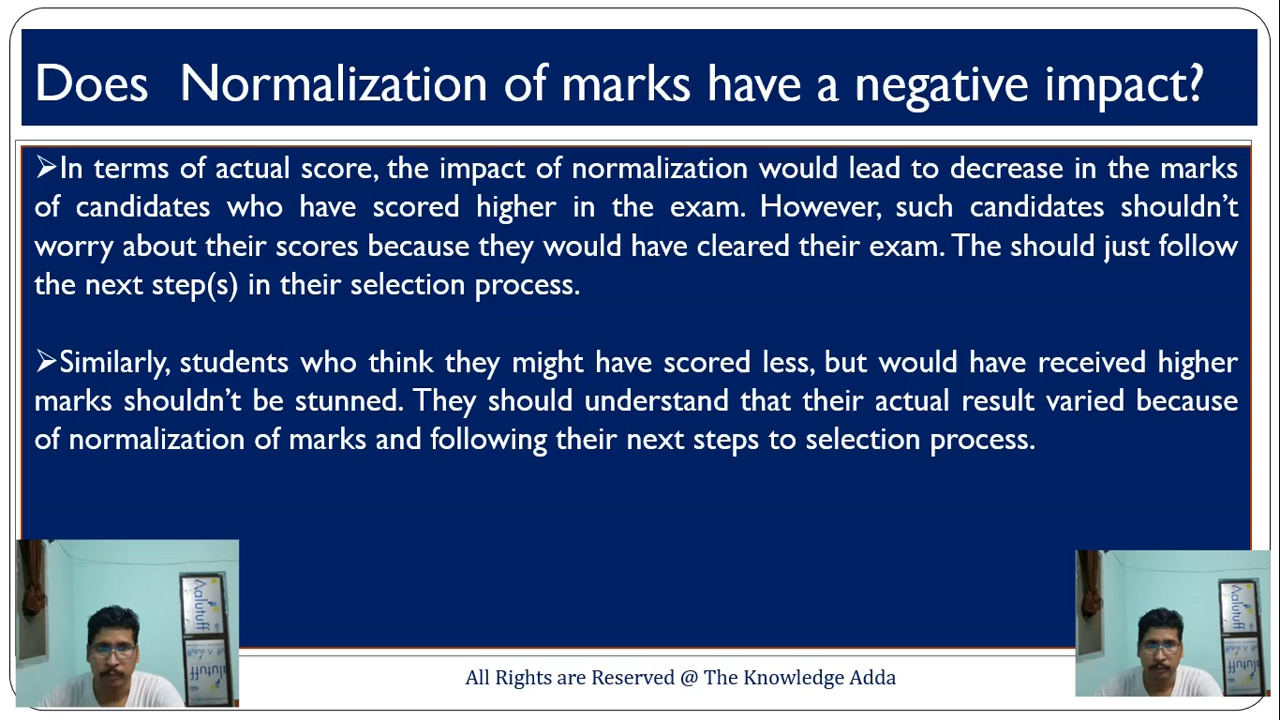 Does Normalization of marks have a negative impact?
➢In terms of actual score, the impact of normalization would lead to decrease in the marks
of candidates who have scored higher in the exam. However, such candidates shouldn't
worry about their scores because they would have cleared their exam. The should just follow
the next step(s) in their selection process.
➢Similarly, students who think they might have scored less, but would have received higher
marks shouldn't be stunned. They should understand that their actual result varied because
of normalization of marks and following their next steps to selection process.
All Rights are Reserved @ The Knowledge Adda